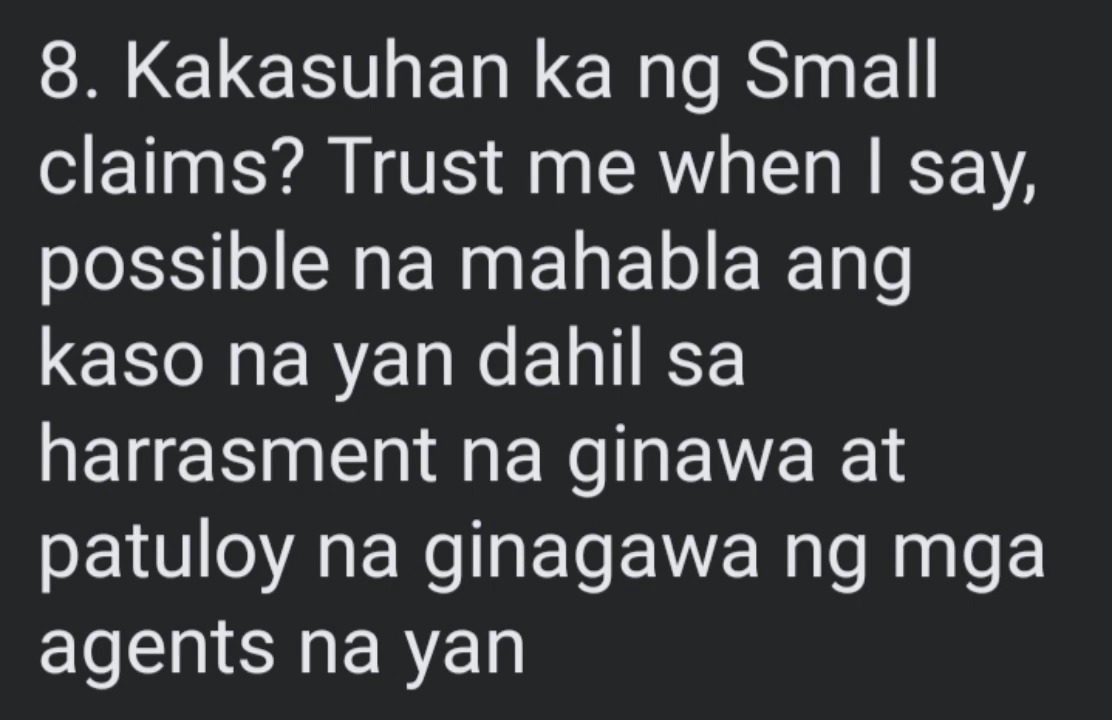 8. Kakasuhan ka ng Small
claims? Trust me when I say,
possible na mahabla ang
kaso na yan dahil sa
harrasment na ginawa at
patuloy na ginagawa ng mga
agents na yan